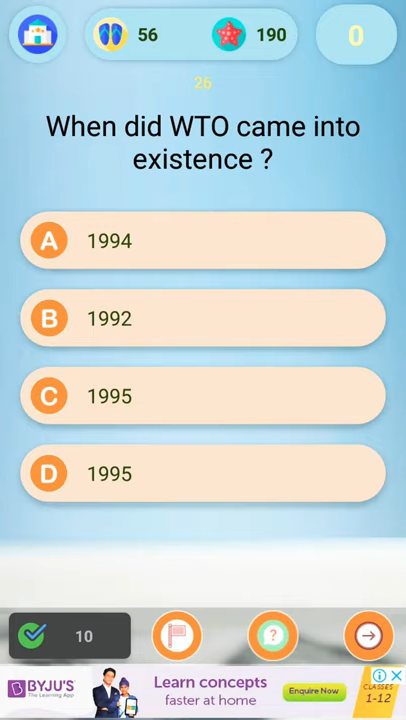 56
190
0
26
When did WTO came into
existence ?
A 1994
B 1992
C 1995
D 1995
10
?
BYJU'S
The Learning App
Learn concepts
faster at home
Enquire Now
CLASSES
1-12